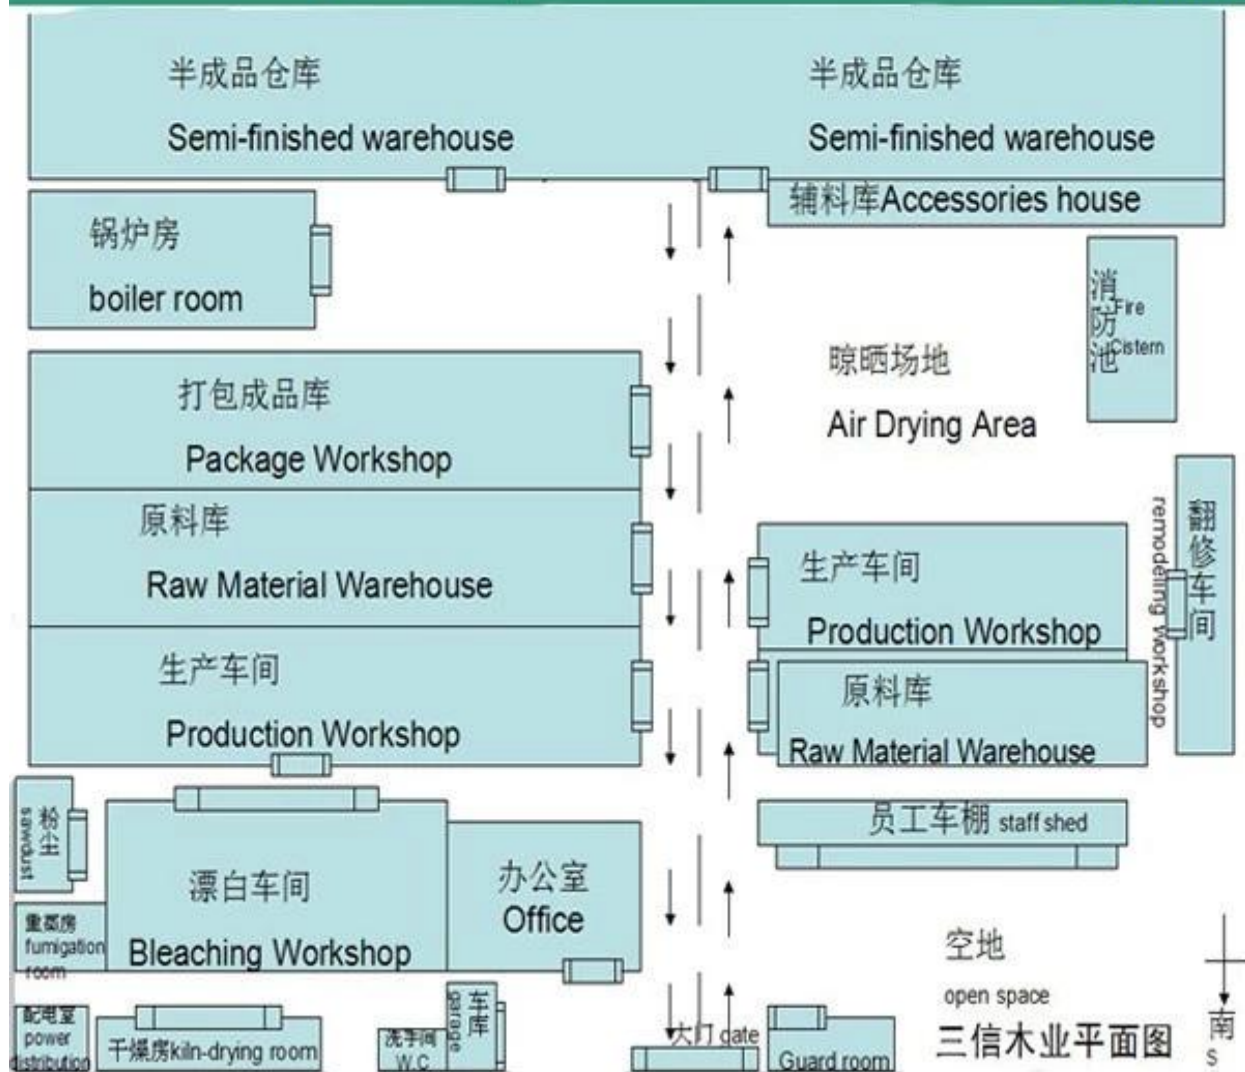 半成品仓库
Semi-finished warehouse
半成品仓库
Semi-finished warehouse
辅料库Accessories house
锅炉房
boiler room
消防池
Fire
Cistern
晾晒场地
Air Drying Area
打包成品库
Package Workshop
原料库
Raw Material Warehouse
生产车间
Production Workshop
生产车间
Production Workshop
原料库
Raw Material Warehouse
翻修车间
remodeling workshop
员工车棚 staff shed
粉尘
sawdust
漂白车间
Bleaching Workshop
办公室
Office
重蒸房
fumigation
room
空地
open space
配电室
power
distribution
干燥房kiln-drying room
洗手间
W.C
车库
garage
大门 gate
Guard room
三信木业平面图
南
S